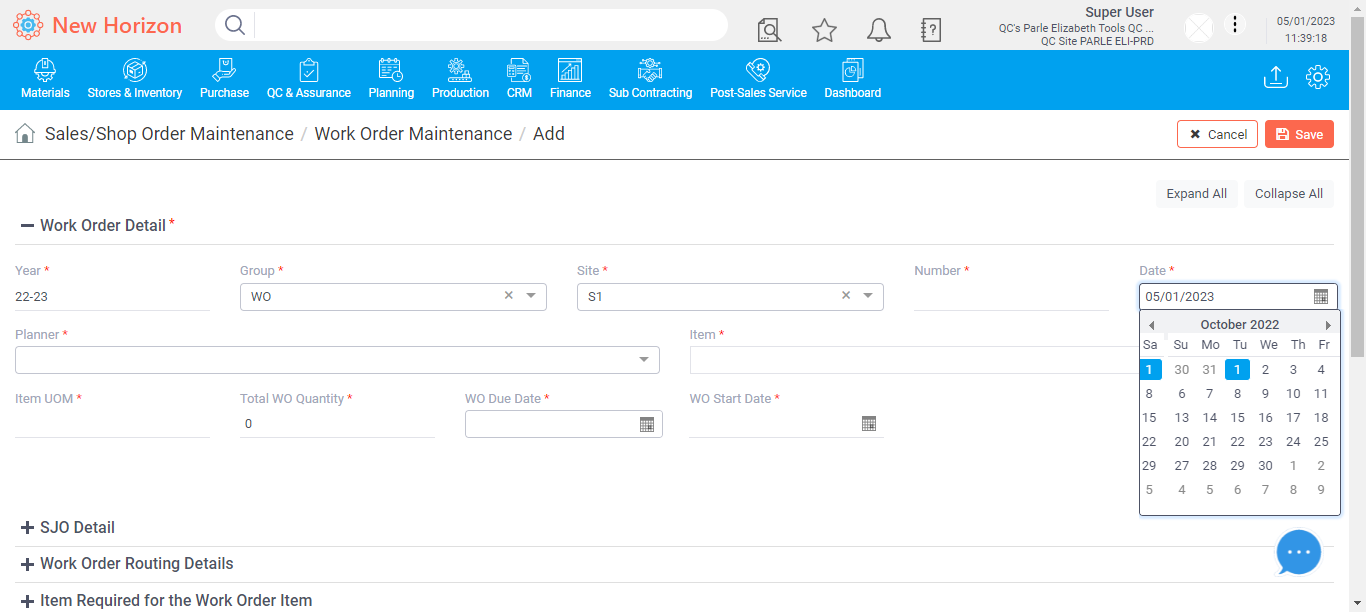 New Horizon
Super User
QC's Parle Elizabeth Tools QC ...
QC Site PARLE ELI-PRD
05/01/2023
11:39:18
Materials Stores & Inventory Purchase QC & Assurance Planning Production CRM Finance Sub Contracting Post-Sales Service Dashboard
Sales/Shop Order Maintenance / Work Order Maintenance / Add
Cancel Save
Expand All Collapse All
Work Order Detail *
Year * Group * Site * Number * Date *
22-23 WO S1 05/01/2023
October 2022
Sa Su Mo Tu We Th Fr
1 30 31 1 2 3 4
8 6 7 8 9 10 11
15 13 14 15 16 17 18
22 20 21 22 23 24 25
29 27 28 29 30 1 2
5 4 5 6 7 8 9
Planner * Item *
Item UOM * Total WO Quantity * WO Due Date * WO Start Date *
0
SJO Detail
Work Order Routing Details
Item Required for the Work Order Item